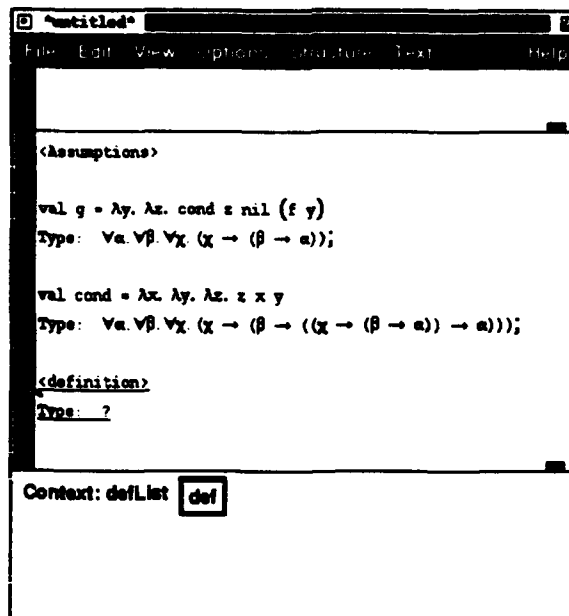 *untitled*
File Edit View Options Structure Text Help
<Assumptions>
val g = λy. λz. cond z nil (f y)
Type: ∀α.∀β.∀χ. (χ → (β → α));
val cond = λx. λy. λz. z x y
Type: ∀α.∀β.∀χ. (χ → (β → ((χ → (β → α)) → α)));
<definition>
Type: ?
Context: defList def